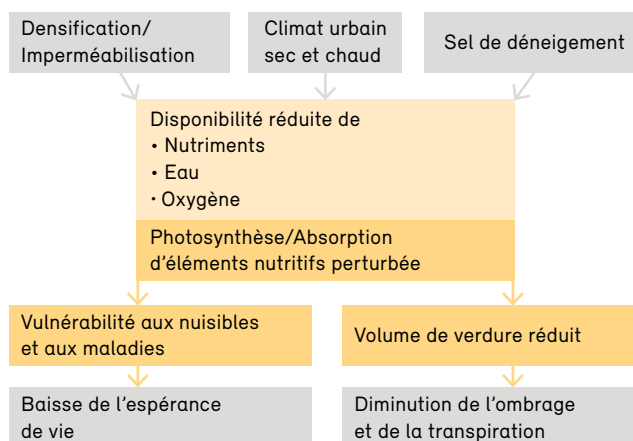 Densification/
Imperméabilisation
Climat urbain
sec et chaud
Sel de déneigement
Disponibilité réduite de
• Nutriments
• Eau
• Oxygène
Photosynthèse/Absorption
d'éléments nutritifs perturbée
Vulnérabilité aux nuisibles
et aux maladies
Volume de verdure réduit
Baisse de l'espérance
de vie
Diminution de l'ombrage
et de la transpiration